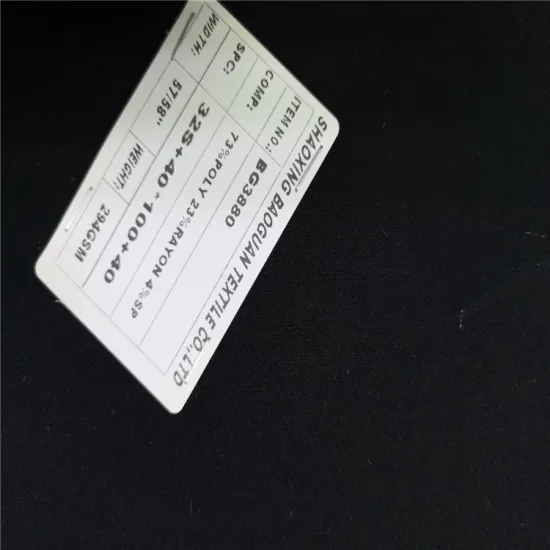 SHAOXING BAOGUAN TEXTILE CO.,LTD
ITEM NO.: BG3880
COMP: 73%POLY 23%RAYON 4%SP
SPC: 32S+40*100+40
WIDTH: 57/58" WEIGHT: 294GSM